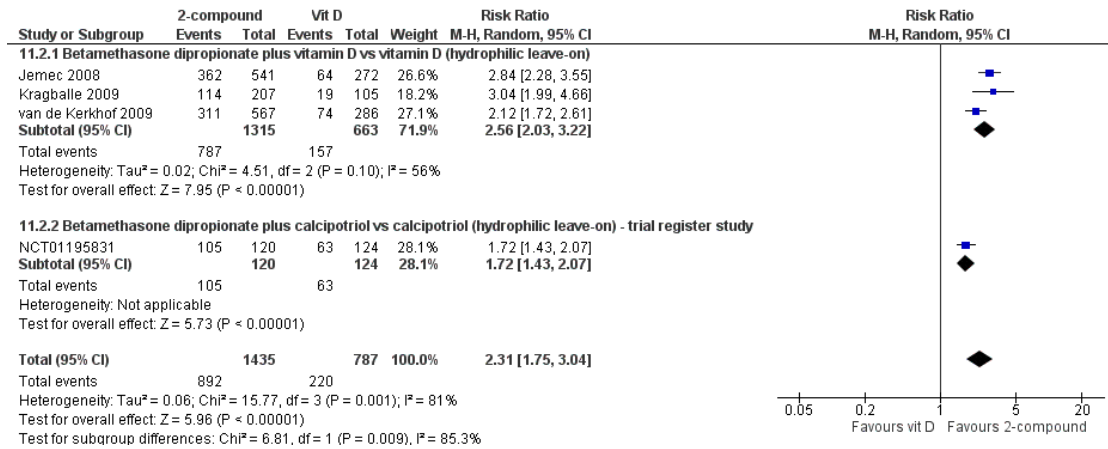 2-compound Vit D Risk Ratio Risk Ratio
Study or Subgroup Events Total Events Total Weight M-H, Random, 95% CI M-H, Random, 95% CI
11.2.1 Betamethasone dipropionate plus vitamin D vs vitamin D (hydrophilic leave-on)
Jemec 2008 362 541 64 272 26.6% 2.84 [2.28, 3.55]
Kragballe 2009 114 207 19 105 18.2% 3.04 [1.99, 4.66]
van de Kerkhof 2009 311 567 74 286 27.1% 2.12 [1.72, 2.61]
Subtotal (95% CI) 1315 663 71.9% 2.56 [2.03, 3.22]
Total events 787 157
Heterogeneity: Tau² = 0.02; Chi² = 4.51, df = 2 (P = 0.10); I² = 56%
Test for overall effect: Z = 7.95 (P < 0.00001)
11.2.2 Betamethasone dipropionate plus calcipotriol vs calcipotriol (hydrophilic leave-on) - trial register study
NCT01195831 105 120 63 124 28.1% 1.72 [1.43, 2.07]
Subtotal (95% CI) 120 124 28.1% 1.72 [1.43, 2.07]
Total events 105 63
Heterogeneity: Not applicable
Test for overall effect: Z = 5.73 (P < 0.00001)
Total (95% CI) 1435 787 100.0% 2.31 [1.75, 3.04]
Total events 892 220
Heterogeneity: Tau² = 0.06; Chi² = 15.77, df = 3 (P = 0.001); I² = 81%
Test for overall effect: Z = 5.96 (P < 0.00001)
Test for subgroup differences: Chi² = 6.81, df = 1 (P = 0.009), I² = 85.3%
0.05 0.2 1 5 20
Favours vit D Favours 2-compound